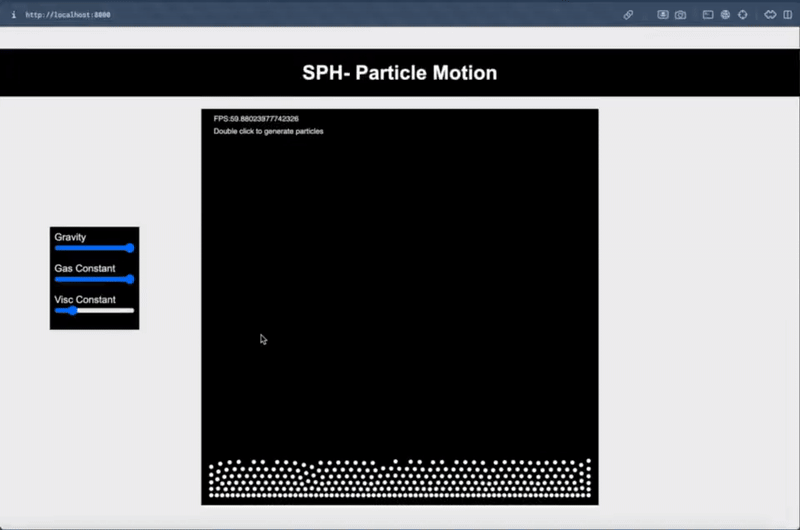 http://localhost:8000
SPH- Particle Motion
FPS:59.88023977742326
Double click to generate particles
Gravity
Gas Constant
Visc Constant